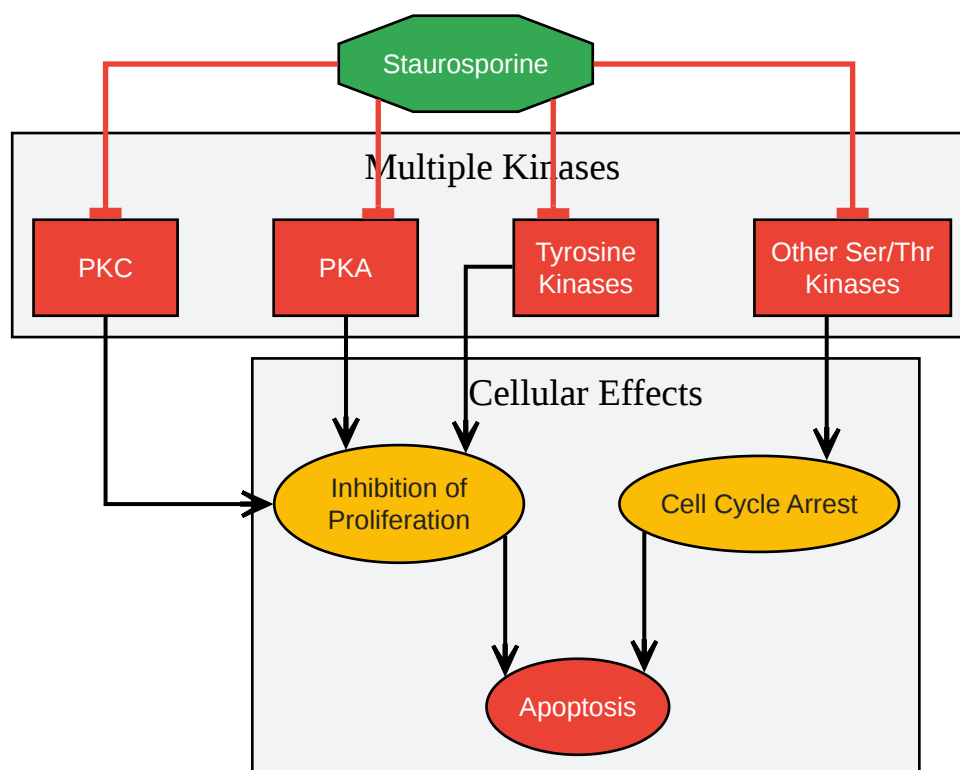 Staurosporine
Multiple Kinases
PKC
PKA
Tyrosine
Kinases
Other Ser/Thr
Kinases
Cellular Effects
Inhibition of
Proliferation
Cell Cycle Arrest
Apoptosis